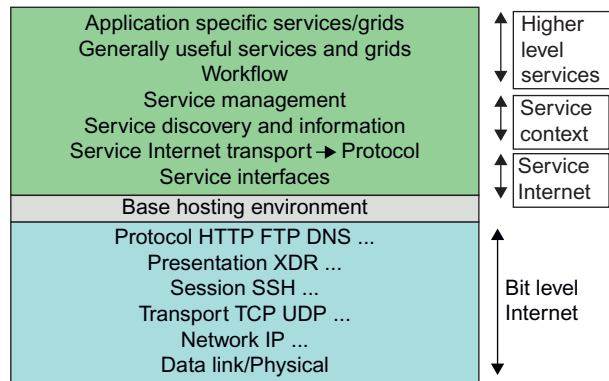 Application specific services/grids
Generally useful services and grids
Workflow
Service management
Service discovery and information
Service Internet transport → Protocol
Service interfaces
Base hosting environment
Protocol HTTP FTP DNS ...
Presentation XDR ...
Session SSH ...
Transport TCP UDP ...
Network IP ...
Data link/Physical
Higher
level
services
Service
context
Service
Internet
Bit level
Internet